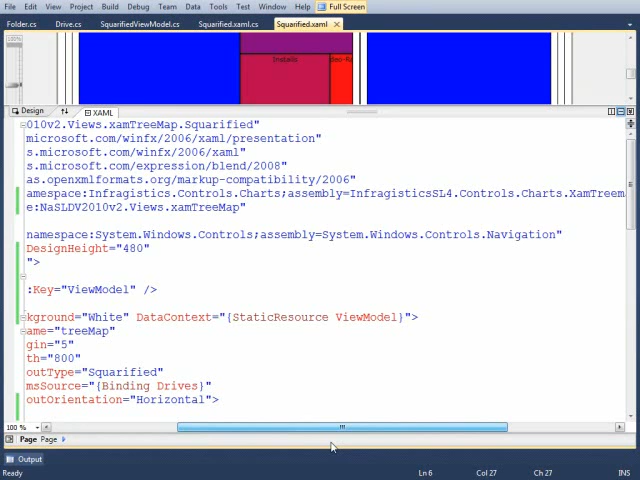 File Edit View Build Debug Team Data Tools Test Window Help Full Screen
Folder.cs Drive.cs SquarifiedViewModel.cs Squarified.xaml.cs Squarified.xaml ×
100%
Installs
Design XAML
010v2.Views.xamTreeMap.Squarified"
microsoft.com/winfx/2006/xaml/presentation"
s.microsoft.com/winfx/2006/xaml"
s.microsoft.com/expression/blend/2008"
as.openxmlformats.org/markup-compatibility/2006"
amespace:Infragistics.Controls.Charts;assembly=InfragisticsSL4.Controls.Charts.XamTreem
e:NaSLDV2010v2.Views.xamTreeMap"
namespace:System.Windows.Controls;assembly=System.Windows.Controls.Navigation"
DesignHeight="480"
">
:Key="ViewModel" />
kground="White" DataContext="{StaticResource ViewModel}">
ame="treeMap"
gin="5"
th="800"
outType="Squarified"
msSource="{Binding Drives}"
outOrientation="Horizontal">
100 %
Page Page
Output
Ready Ln 6 Col 27 Ch 27 INS